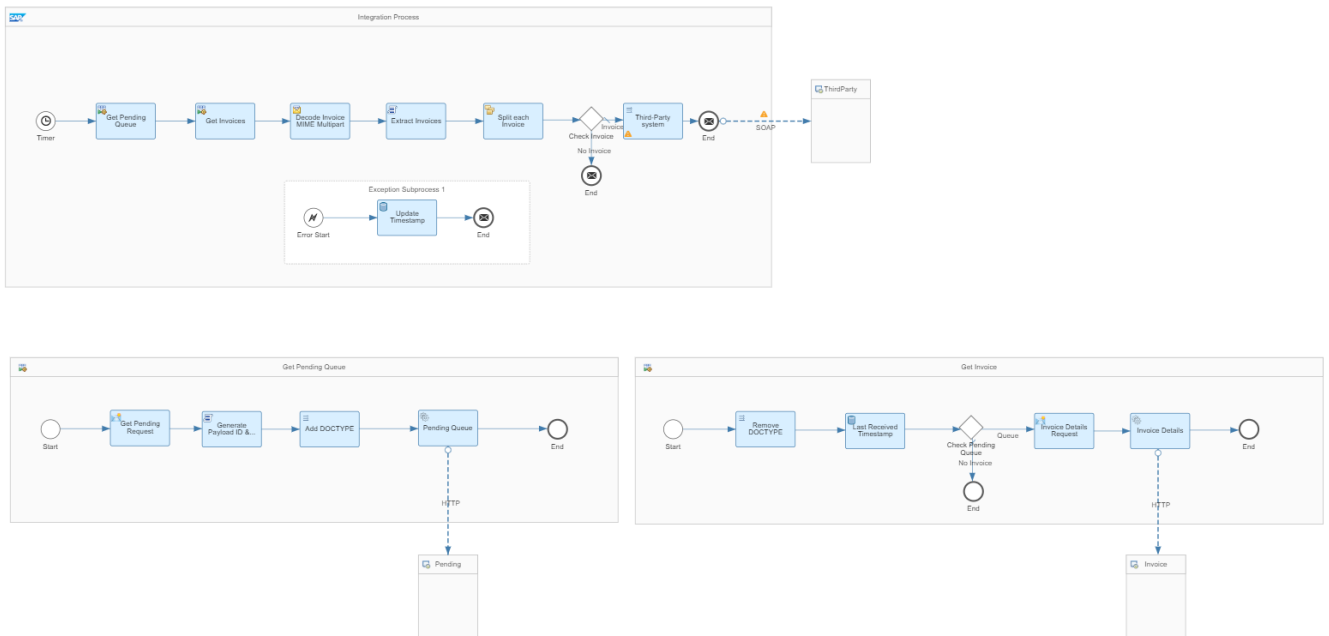 SAP
Integration Process
Timer
Get Pending
Queue
Get Invoices
Decode Invoice
MIME Multipart
Extract Invoices
Split each
Invoice
Check Invoice
Invoice
No Invoice
End
Third-Party
system
End
SOAP
ThirdParty
Exception Subprocess 1
Error Start
Update
Timestamp
End
Get Pending Queue
Start
Get Pending
Request
Generate
Payload ID &...
Add DOCTYPE
Pending Queue
End
HTTP
Pending
Get Invoice
Start
Remove
DOCTYPE
Last Received
Timestamp
Check Pending
Queue
Queue
No Invoice
End
Invoice Details
Request
Invoice Details
End
HTTP
Invoice